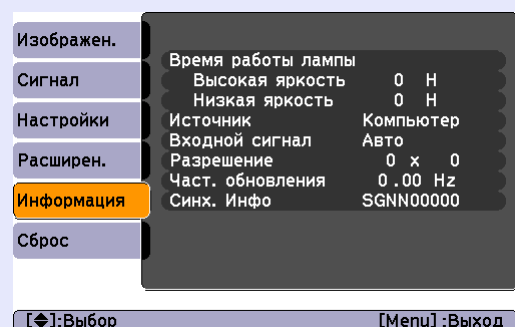 Изображен.
Сигнал
Настройки
Расширен.
Информация
Сброс
Время работы лампы
Высокая яркость 0 H
Низкая яркость 0 H
Источник Компьютер
Входной сигнал Авто
Разрешение 0 x 0
Част. обновления 0.00 Hz
Синх. Инфо SGNN00000
[◆]:Выбор [Menu]:Выход